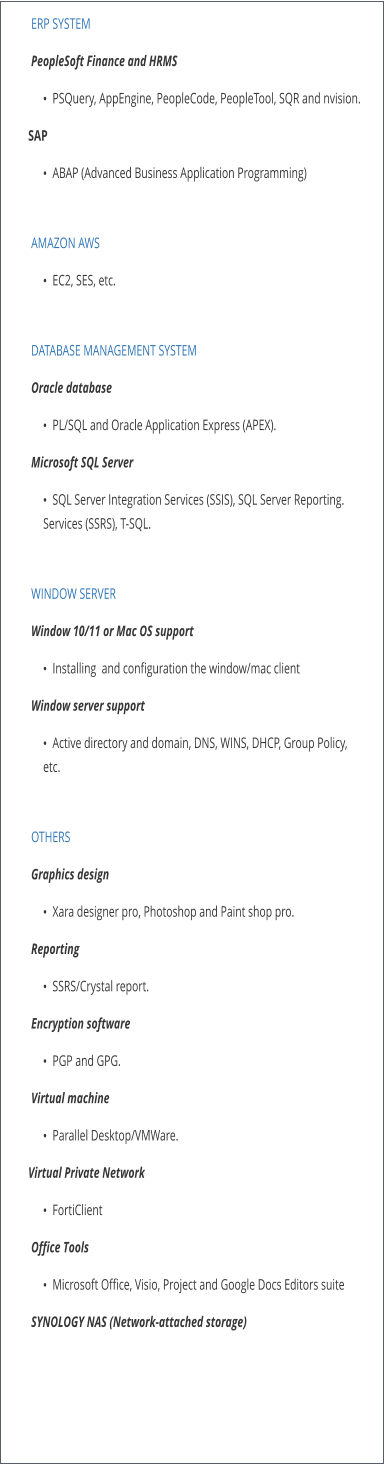 ERP SYSTEM
PeopleSoft Finance and HRMS
• PSQuery, AppEngine, PeopleCode, PeopleTool, SQR and nvision.
SAP
• ABAP (Advanced Business Application Programming)
AMAZON AWS
• EC2, SES, etc.
DATABASE MANAGEMENT SYSTEM
Oracle database
• PL/SQL and Oracle Application Express (APEX).
Microsoft SQL Server
• SQL Server Integration Services (SSIS), SQL Server Reporting.
Services (SSRS), T-SQL.
WINDOW SERVER
Window 10/11 or Mac OS support
• Installing  and configuration the window/mac client
Window server support
• Active directory and domain, DNS, WINS, DHCP, Group Policy,
etc.
OTHERS
Graphics design
• Xara designer pro, Photoshop and Paint shop pro.
Reporting
• SSRS/Crystal report.
Encryption software
• PGP and GPG.
Virtual machine
• Parallel Desktop/VMWare.
Virtual Private Network
• FortiClient
Office Tools
• Microsoft Office, Visio, Project and Google Docs Editors suite
SYNOLOGY NAS (Network-attached storage)